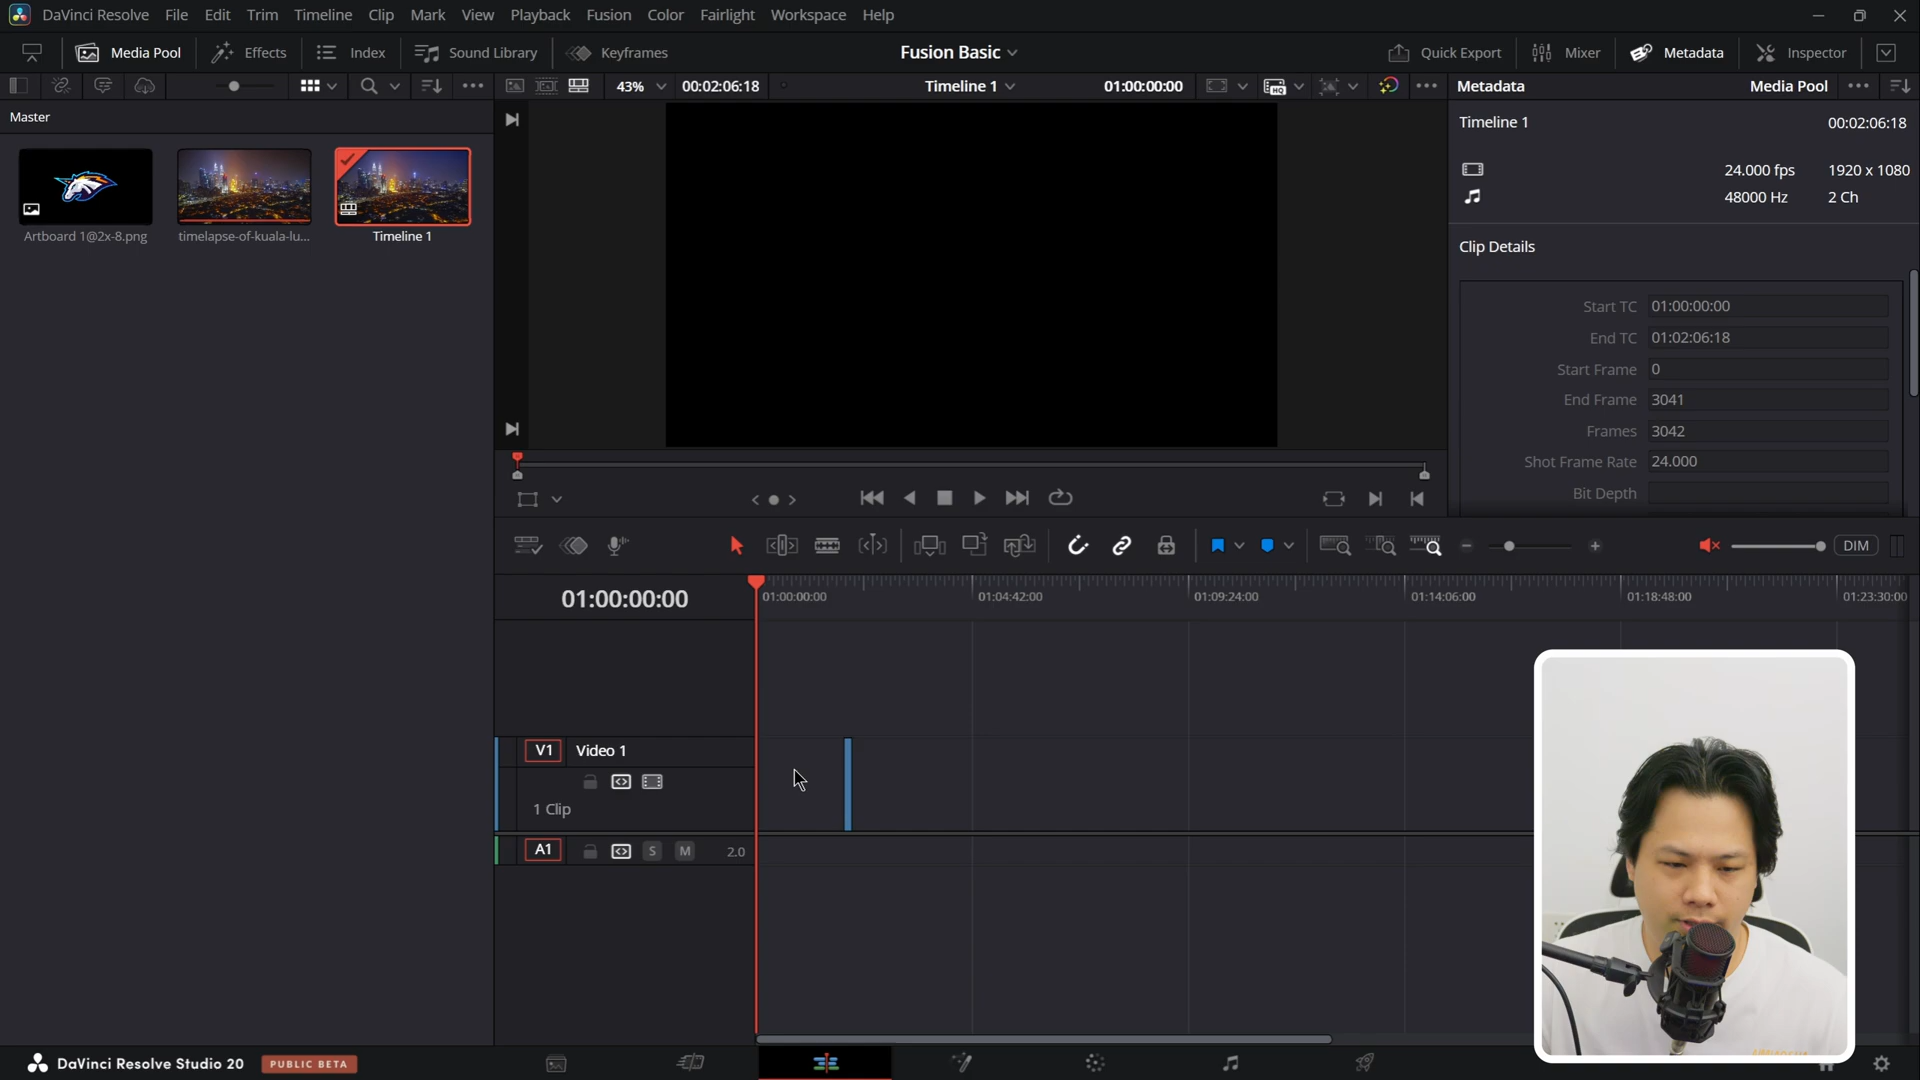 DaVinci Resolve File Edit Trim Timeline Clip Mark View Playback Fusion Color Fairlight Workspace Help
Media Pool Effects Index Sound Library Keyframes Fusion Basic Quick Export Mixer Metadata Inspector
43% 00:02:06:18 Timeline 1 01:00:00:00 HQ Metadata Media Pool
Master
Artboard 1@2x-8.png
timelapse-of-kuala-lu...
Timeline 1
Timeline 1 00:02:06:18
24.000 fps 1920 x 1080
48000 Hz 2 Ch
Clip Details
Start TC 01:00:00:00
End TC 01:02:06:18
Start Frame 0
End Frame 3041
Frames 3042
Shot Frame Rate 24.000
Bit Depth
DIM
01:00:00:00
01:00:00:00 01:04:42:00 01:09:24:00 01:14:06:00 01:18:48:00 01:23:30:00
V1 Video 1
1 Clip
A1 S M 2.0
DaVinci Resolve Studio 20 PUBLIC BETA